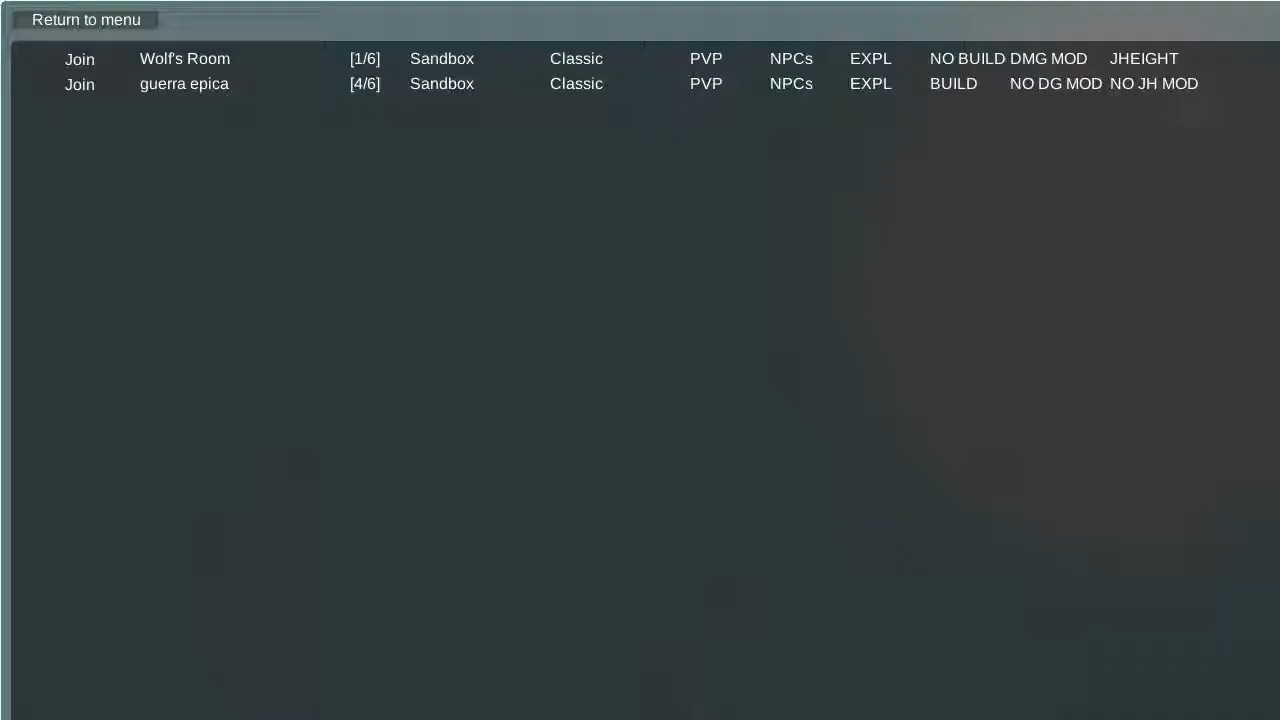 Return to menu
Join Wolf's Room [1/6] Sandbox Classic PVP NPCs EXPL NO BUILD DMG MOD JHEIGHT
Join guerra epica [4/6] Sandbox Classic PVP NPCs EXPL BUILD NO DG MOD NO JH MOD